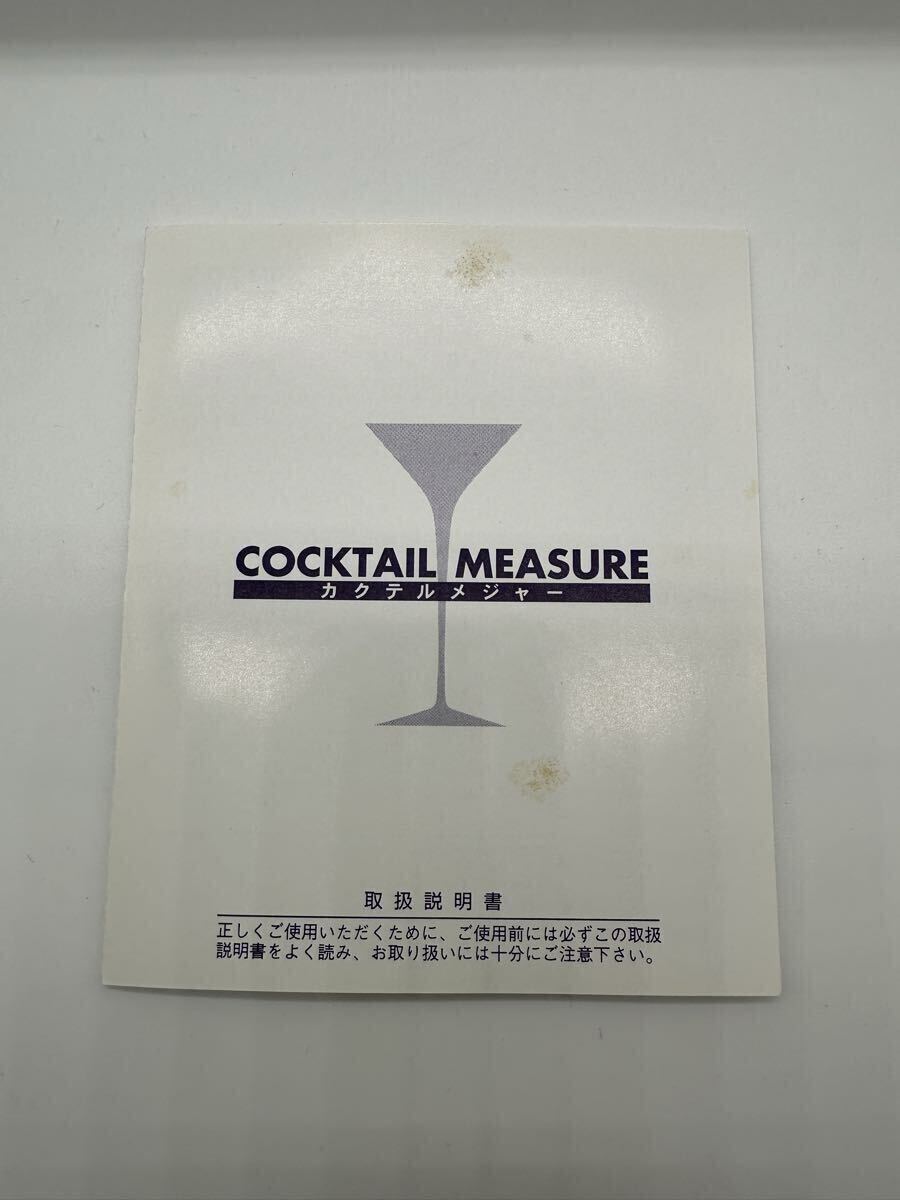 COCKTAIL MEASURE
カクテルメジャー
取扱説明書
正しくご使用いただくために、ご使用前には必ずこの取扱
説明書をよく読み、お取り扱いには十分にご注意下さい。